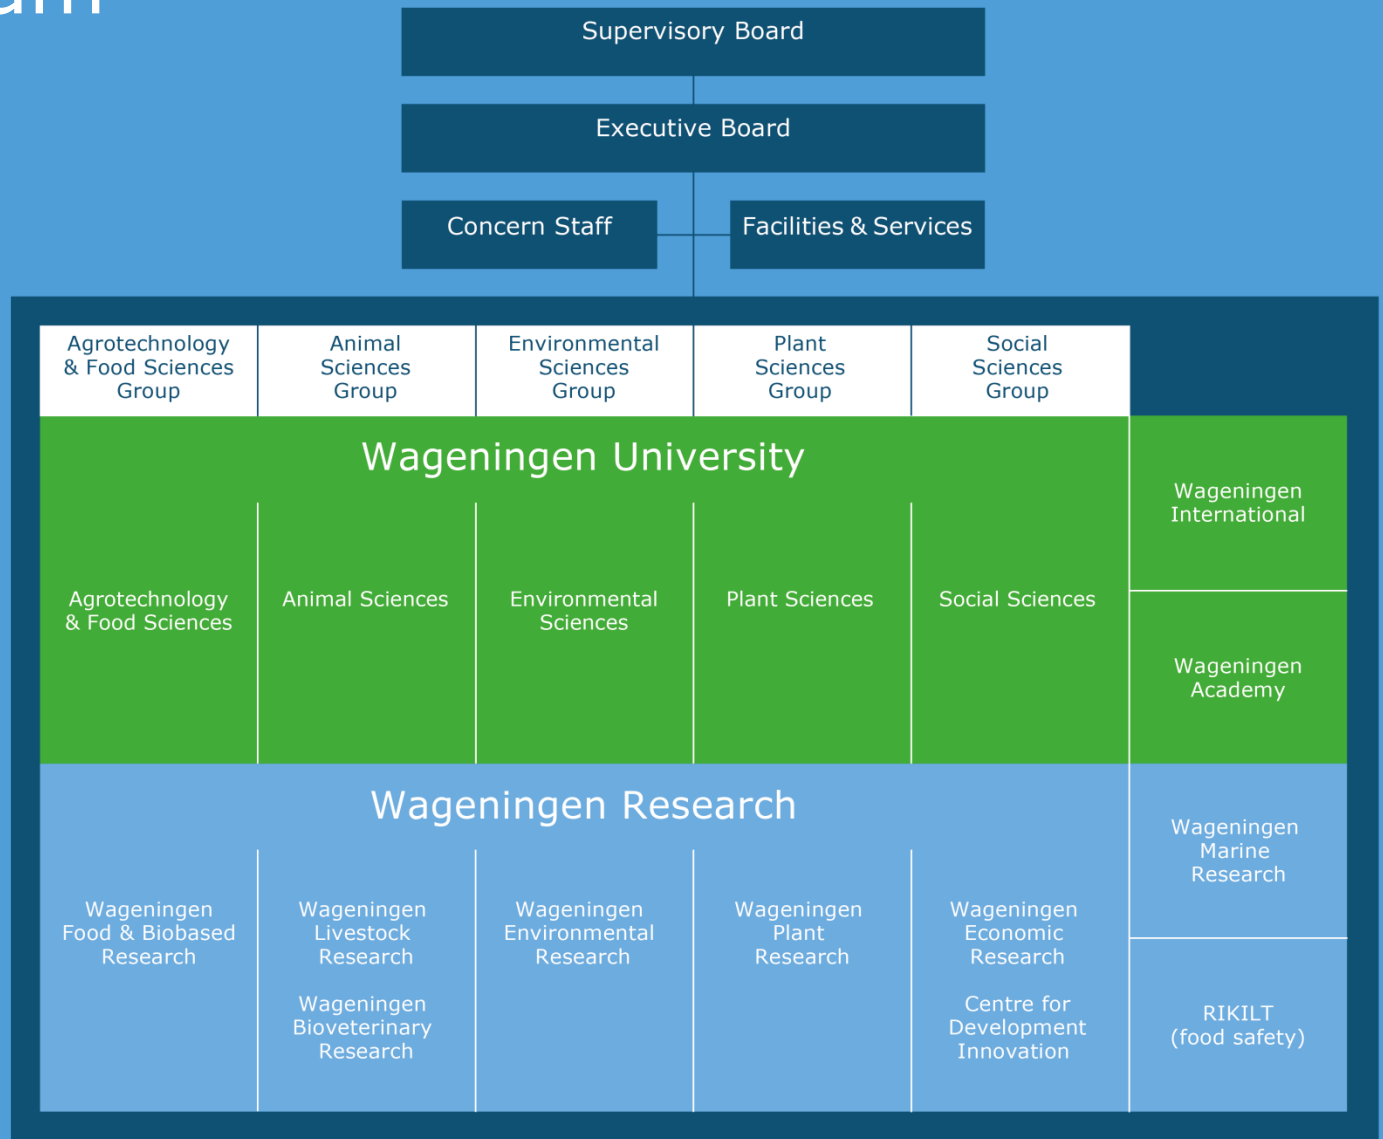 Supervisory Board
Executive Board
Concern Staff
Facilities & Services
Agrotechnology
& Food Sciences
Group
Animal
Sciences
Group
Environmental
Sciences
Group
Plant
Sciences
Group
Social
Sciences
Group
Wageningen University
Agrotechnology
& Food Sciences
Animal Sciences
Environmental
Sciences
Plant Sciences
Social Sciences
Wageningen
International
Wageningen
Academy
Wageningen Research
Wageningen
Food & Biobased
Research
Wageningen
Livestock
Research
Wageningen
Bioveterinary
Research
Wageningen
Environmental
Research
Wageningen
Plant
Research
Wageningen
Economic
Research
Centre for
Development
Innovation
Wageningen
Marine
Research
RIKILT
(food safety)